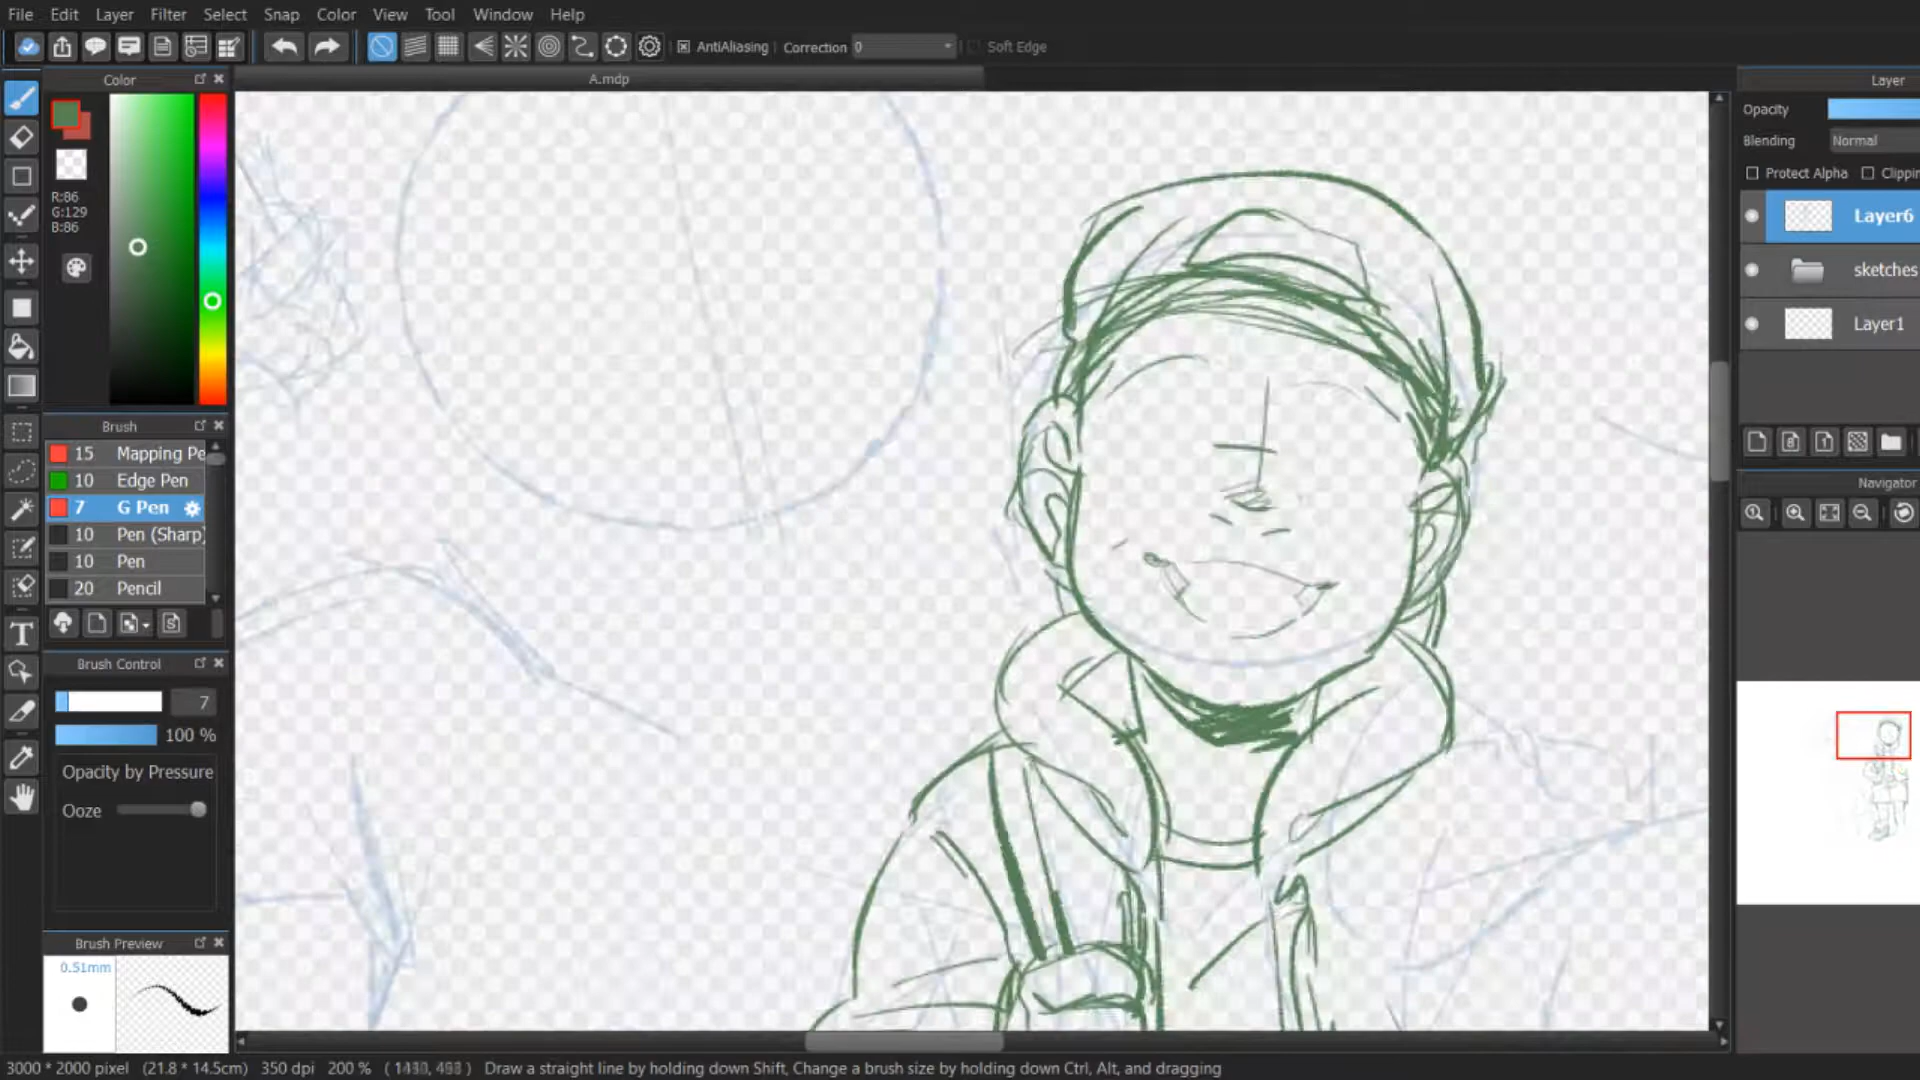 File Edit Layer Filter Select Snap Color View Tool Window Help
AntiAliasing Correction 0 Soft Edge
A.mdp
Color
R:86
G:129
B:86
Brush
15 Mapping Pe
10 Edge Pen
7 G Pen
10 Pen (Sharp)
10 Pen
20 Pencil
Brush Control
7
100 %
Opacity by Pressure
Ooze
Brush Preview
0.51mm
Layer
Opacity
Blending Normal
Protect Alpha Clippin
Layer6
sketches
Layer1
Navigator
3000 * 2000 pixel (21.8 * 14.5cm) 350 dpi 200 % Draw a straight line by holding down Shift, Change a brush size by holding down Ctrl, Alt, and dragging